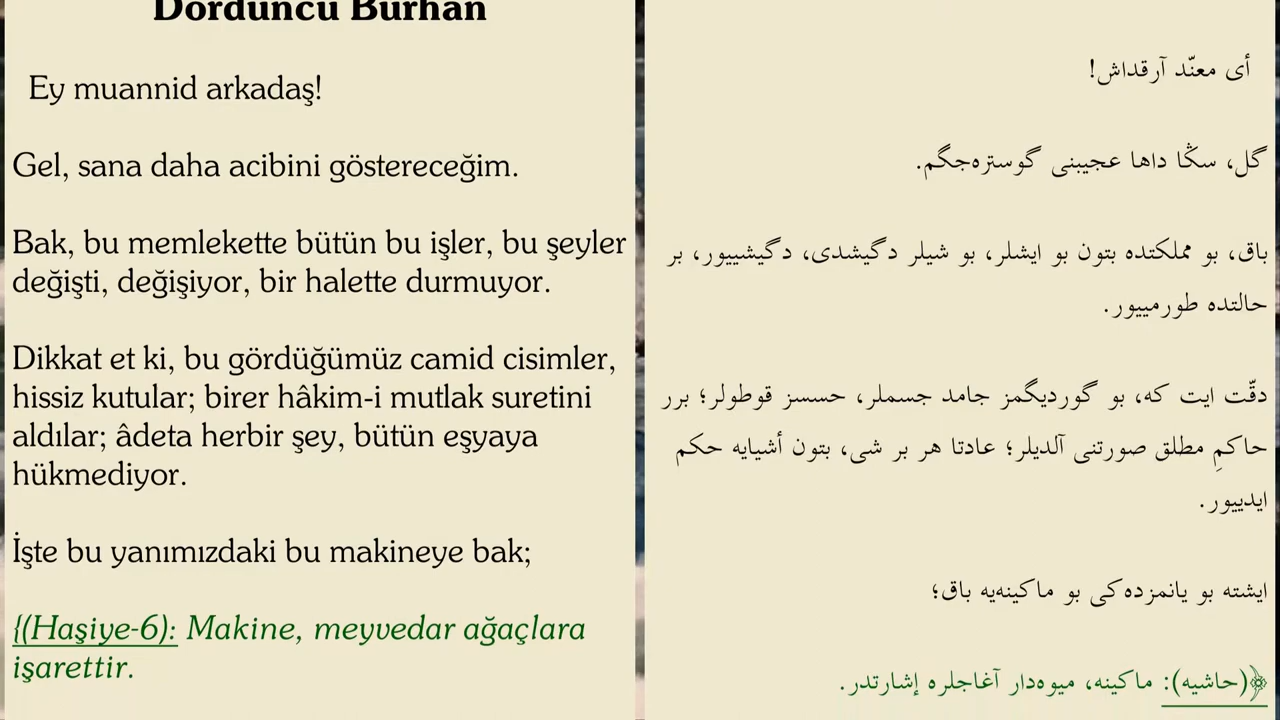 Dördüncü Burhan
Ey muannid arkadaş!
Gel, sana daha acibini göstereceğim.
Bak, bu memlekette bütün bu işler, bu şeyler
değişti, değişiyor, bir halette durmuyor.
Dikkat et ki, bu gördüğümüz camid cisimler,
hissiz kutular; birer hâkim-i mutlak suretini
aldılar; âdeta herbir şey, bütün eşyaya
hükmediyor.
İşte bu yanımızdaki bu makineye bak;
{(Haşiye-6): Makine, meyvedar ağaçlara
işarettir.
أى معنّد آرقداش!
گل، سڭا داها عجيبنى گوستره‌جگم.
باق، بو مملكتده بتون بو ايشلر، بو شيلر دگيشدى، دگيشييور، بر
حالتده طورمييور.
دقّت ايت كه، بو گورديگمز جامد جسملر، حسسز قوطولر؛ برر
حاكمِ مطلق صورتنى آلديلر؛ عادتا هر بر شى، بتون أشيايه حكم
ايدييور.
ايشته بو يانمزده‌كى بو ماكينه‌يه باق؛
﴿(حاشيه): ماكينه، ميوه‌دار آغاجلره إشارتدر.